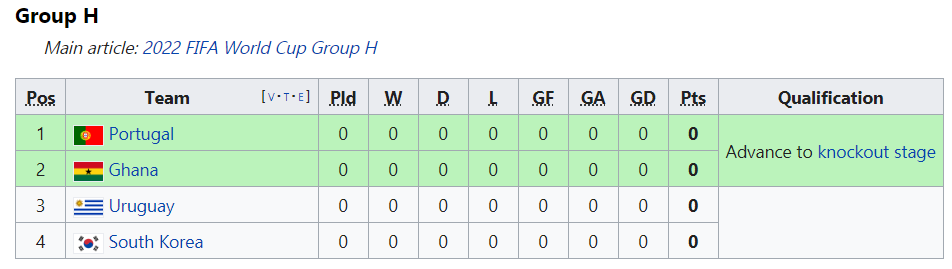 Group H
Main article: 2022 FIFA World Cup Group H
Pos Team [V·T·E] Pld W D L GF GA GD Pts Qualification
1 Portugal 0 0 0 0 0 0 0 0 Advance to knockout stage
2 Ghana 0 0 0 0 0 0 0 0
3 Uruguay 0 0 0 0 0 0 0 0
4 South Korea 0 0 0 0 0 0 0 0